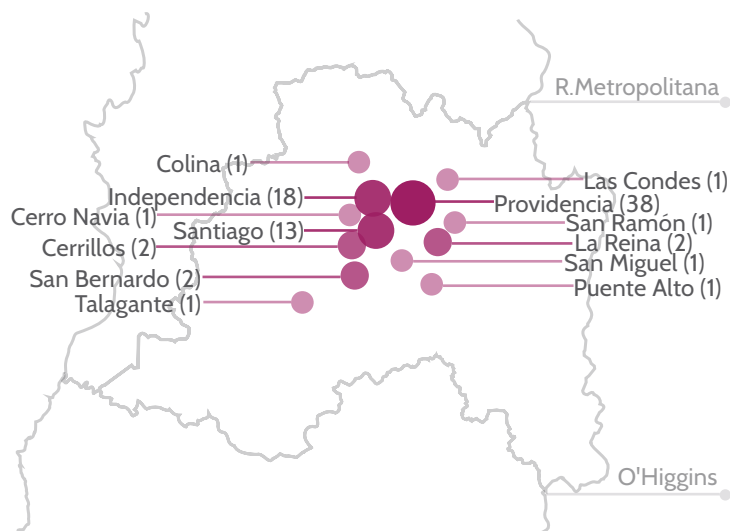 R.Metropolitana
Colina (1)
Las Condes (1)
Independencia (18)
Providencia (38)
Cerro Navia (1)
San Ramón (1)
Santiago (13)
Cerrillos (2)
La Reina (2)
San Miguel (1)
San Bernardo (2)
Puente Alto (1)
Talagante (1)
O'Higgins